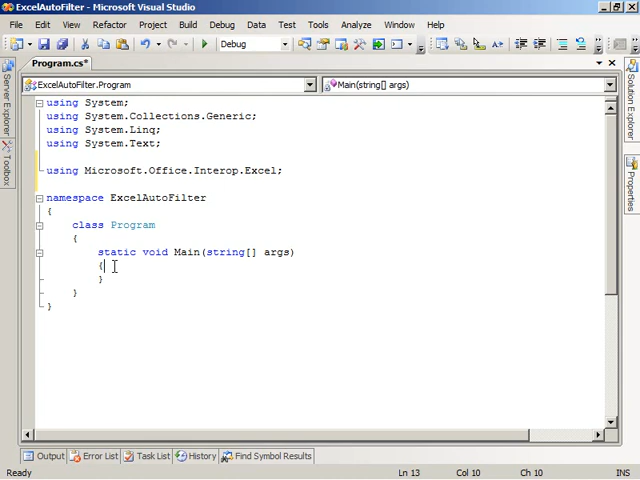 ExcelAutoFilter - Microsoft Visual Studio
File Edit View Refactor Project Build Debug Data Test Tools Analyze Window Help
Debug
Program.cs*
ExcelAutoFilter.Program Main(string[] args)
using System;
using System.Collections.Generic;
using System.Linq;
using System.Text;
using Microsoft.Office.Interop.Excel;
namespace ExcelAutoFilter
{
class Program
{
static void Main(string[] args)
{
}
}
}
Server Explorer
Toolbox
Solution Explorer
Properties
Output Error List Task List History Find Symbol Results
Ready Ln 13 Col 10 Ch 10 INS